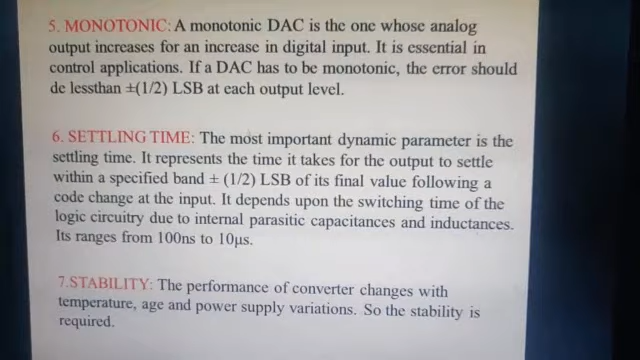 5. MONOTONIC: A monotonic DAC is the one whose analog
output increases for an increase in digital input. It is essential in
control applications. If a DAC has to be monotonic, the error should
de lessthan ±(1/2) LSB at each output level.
6. SETTLING TIME: The most important dynamic parameter is the
settling time. It represents the time it takes for the output to settle
within a specified band ± (1/2) LSB of its final value following a
code change at the input. It depends upon the switching time of the
logic circuitry due to internal parasitic capacitances and inductances.
Its ranges from 100ns to 10µs.
7.STABILITY: The performance of converter changes with
temperature, age and power supply variations. So the stability is
required.